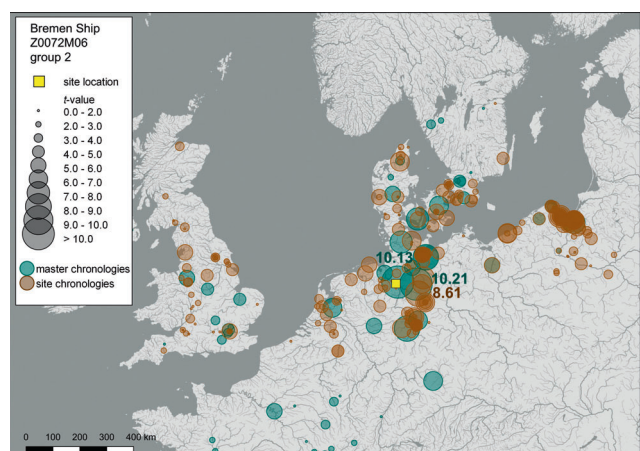 Bremen Ship
Z0072M06
group 2
site location
t-value
0.0 - 2.0
2.0 - 3.0
3.0 - 4.0
4.0 - 5.0
5.0 - 6.0
6.0 - 7.0
7.0 - 8.0
8.0 - 9.0
9.0 - 10.0
> 10.0
master chronologies
site chronologies
10.13
10.21
8.61
0 100 200 300 400 km